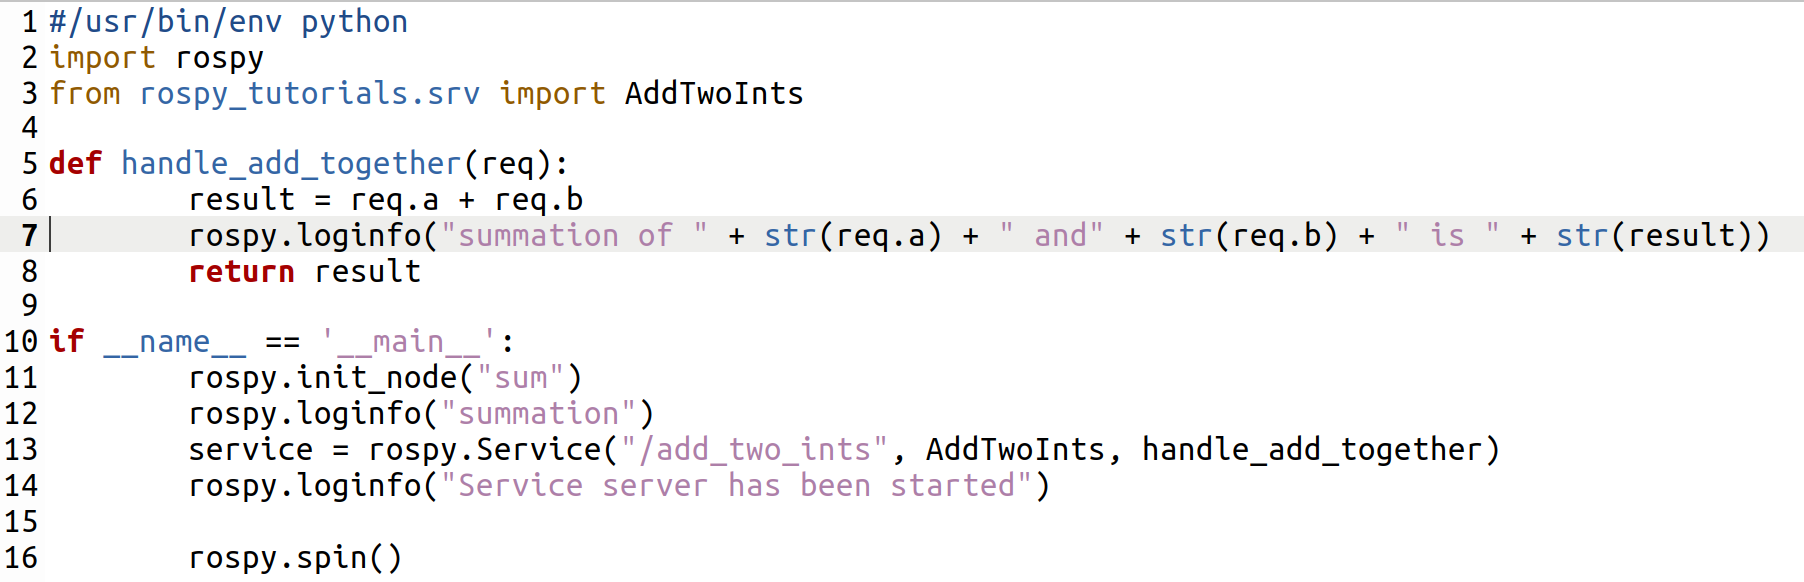 1 #/usr/bin/env python
2 import rospy
3 from rospy_tutorials.srv import AddTwoInts
4
5 def handle_add_together(req):
6         result = req.a + req.b
7         rospy.loginfo("summation of " + str(req.a) + " and" + str(req.b) + " is " + str(result))
8         return result
9
10 if __name__ == '__main__':
11         rospy.init_node("sum")
12         rospy.loginfo("summation")
13         service = rospy.Service("/add_two_ints", AddTwoInts, handle_add_together)
14         rospy.loginfo("Service server has been started")
15
16         rospy.spin()